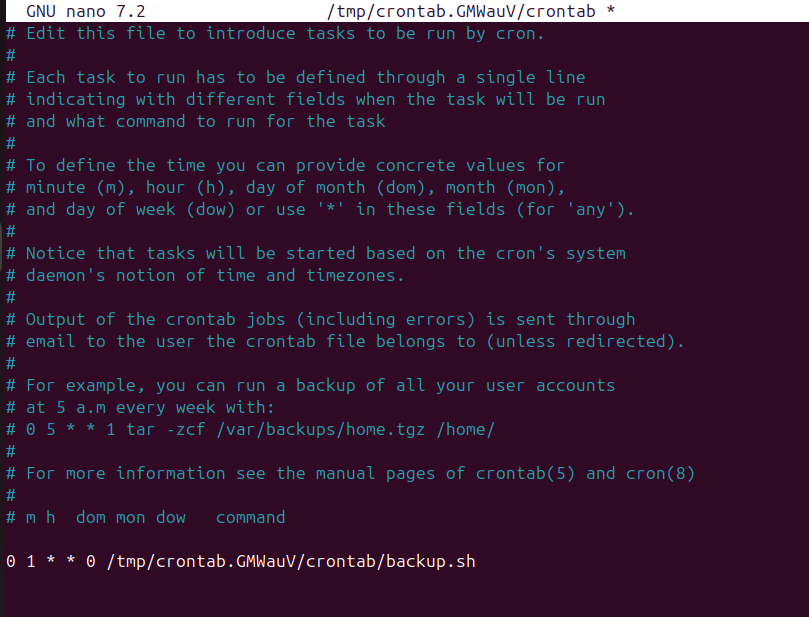 GNU nano 7.2 /tmp/crontab.GMWauV/crontab *
# Edit this file to introduce tasks to be run by cron.
#
# Each task to run has to be defined through a single line
# indicating with different fields when the task will be run
# and what command to run for the task
#
# To define the time you can provide concrete values for
# minute (m), hour (h), day of month (dom), month (mon),
# and day of week (dow) or use '*' in these fields (for 'any').
#
# Notice that tasks will be started based on the cron's system
# daemon's notion of time and timezones.
#
# Output of the crontab jobs (including errors) is sent through
# email to the user the crontab file belongs to (unless redirected).
#
# For example, you can run a backup of all your user accounts
# at 5 a.m every week with:
# 0 5 * * 1 tar -zcf /var/backups/home.tgz /home/
#
# For more information see the manual pages of crontab(5) and cron(8)
#
# m h  dom mon dow   command
0 1 * * 0 /tmp/crontab.GMWauV/crontab/backup.sh